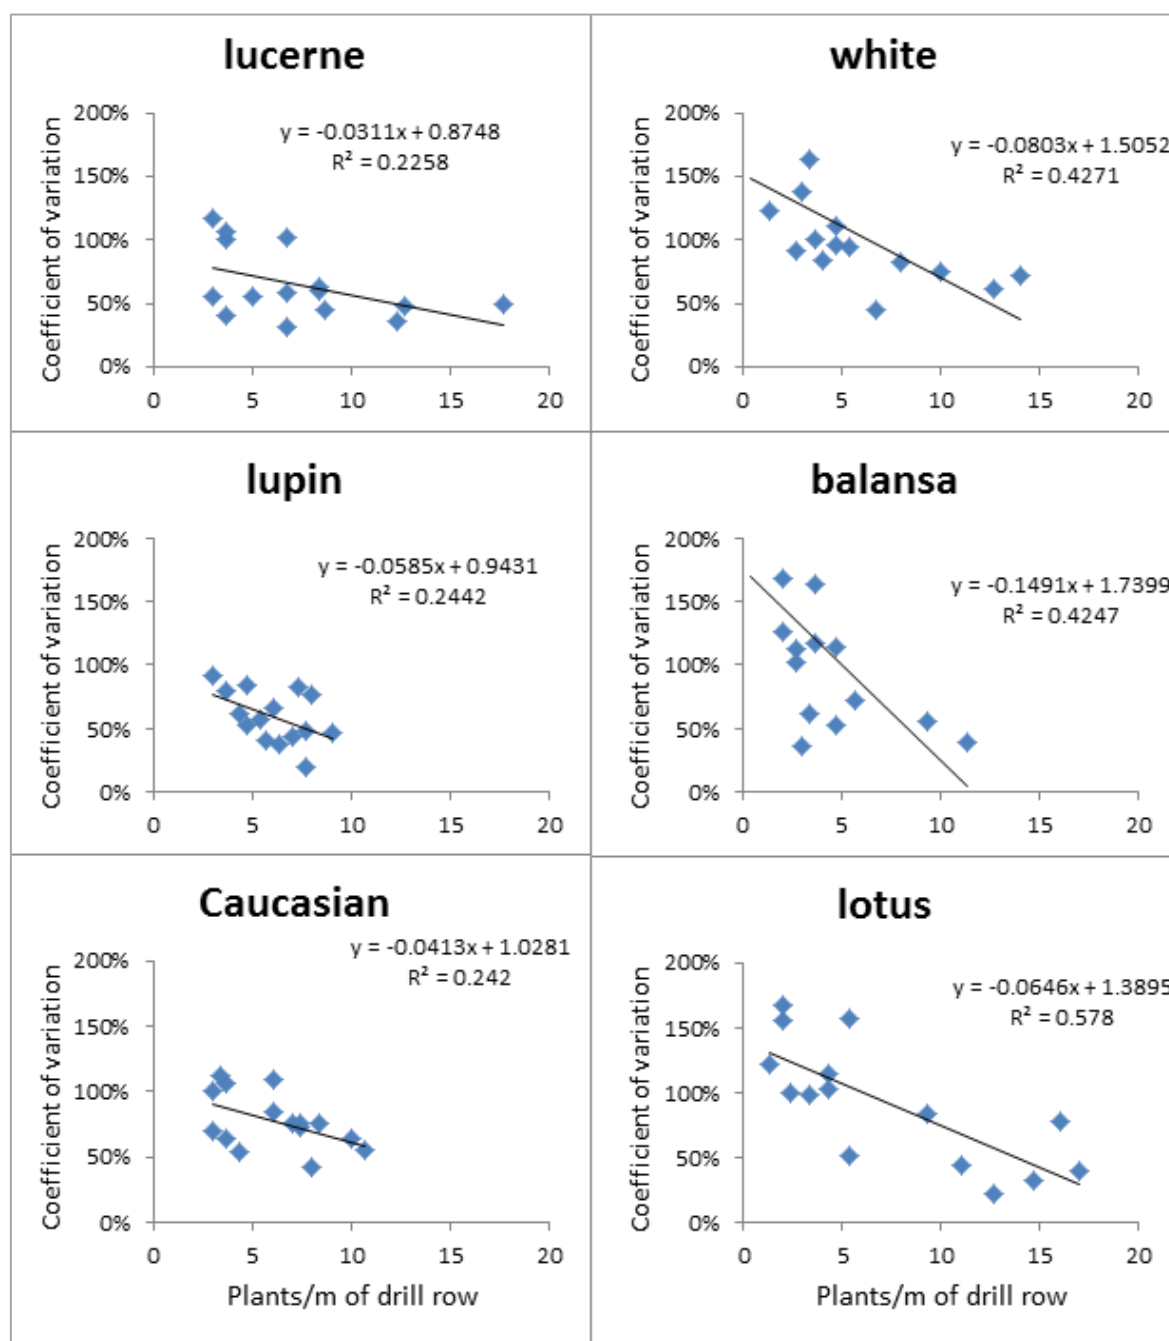 lucerne
y = -0.0311x + 0.8748
R² = 0.2258
Coefficient of variation
200%
150%
100%
50%
0%
0 5 10 15 20
white
y = -0.0803x + 1.5052
R² = 0.4271
Coefficient of variation
200%
150%
100%
50%
0%
0 5 10 15 20
lupin
y = -0.0585x + 0.9431
R² = 0.2442
Coefficient of variation
200%
150%
100%
50%
0%
0 5 10 15 20
balansa
y = -0.1491x + 1.7399
R² = 0.4247
Coefficient of variation
200%
150%
100%
50%
0%
0 5 10 15 20
Caucasian
y = -0.0413x + 1.0281
R² = 0.242
Coefficient of variation
200%
150%
100%
50%
0%
0 5 10 15 20
Plants/m of drill row
lotus
y = -0.0646x + 1.3895
R² = 0.578
Coefficient of variation
200%
150%
100%
50%
0%
0 5 10 15 20
Plants/m of drill row